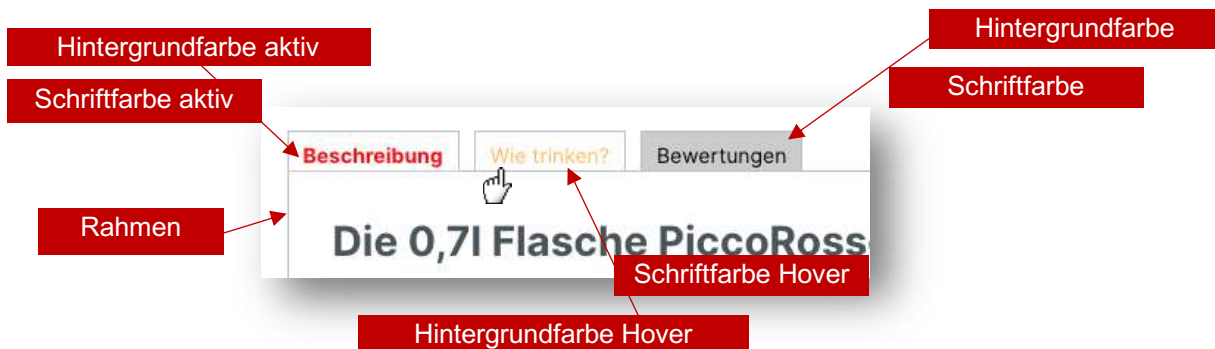 Hintergrundfarbe aktiv
Hintergrundfarbe
Schriftfarbe aktiv
Schriftfarbe
Beschreibung
Wie trinken?
Bewertungen
Rahmen
Die 0,7l Flasche PiccoRoss
Schriftfarbe Hover
Hintergrundfarbe Hover